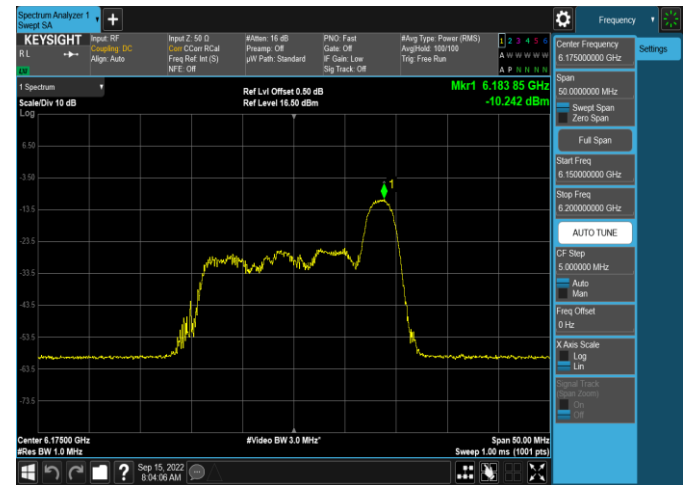 Spectrum Analyzer 1
Swept SA
+
Frequency
KEYSIGHT
RL
Input: RF
Coupling: DC
Align: Auto
Input Z: 50 Ω
Corr CCorr RCal
Freq Ref: Int (S)
NFE: Off
#Atten: 16 dB
Preamp: Off
µW Path: Standard
PNO: Fast
Gate: Off
IF Gain: Low
Sig Track: Off
#Avg Type: Power (RMS)
Avg|Hold: 100/100
Trig: Free Run
1 2 3 4 5 6
A W W W W W
A P N N N N
1 Spectrum
Scale/Div 10 dB
Log
Ref Lvl Offset 0.50 dB
Ref Level 16.50 dBm
Mkr1 6.183 85 GHz
-10.242 dBm
6.50
-3.50
-13.5
-23.5
-33.5
-43.5
-53.5
-63.5
-73.5
1
Center 6.17500 GHz
#Res BW 1.0 MHz
#Video BW 3.0 MHz*
Span 50.00 MHz
Sweep 1.00 ms (1001 pts)
Center Frequency
6.175000000 GHz
Settings
Span
50.0000000 MHz
Swept Span
Zero Span
Full Span
Start Freq
6.150000000 GHz
Stop Freq
6.200000000 GHz
AUTO TUNE
CF Step
5.000000 MHz
Auto
Man
Freq Offset
0 Hz
X Axis Scale
Log
Lin
Signal Track
(Span Zoom)
On
Off
?
Sep 15, 2022
8:04:06 AM